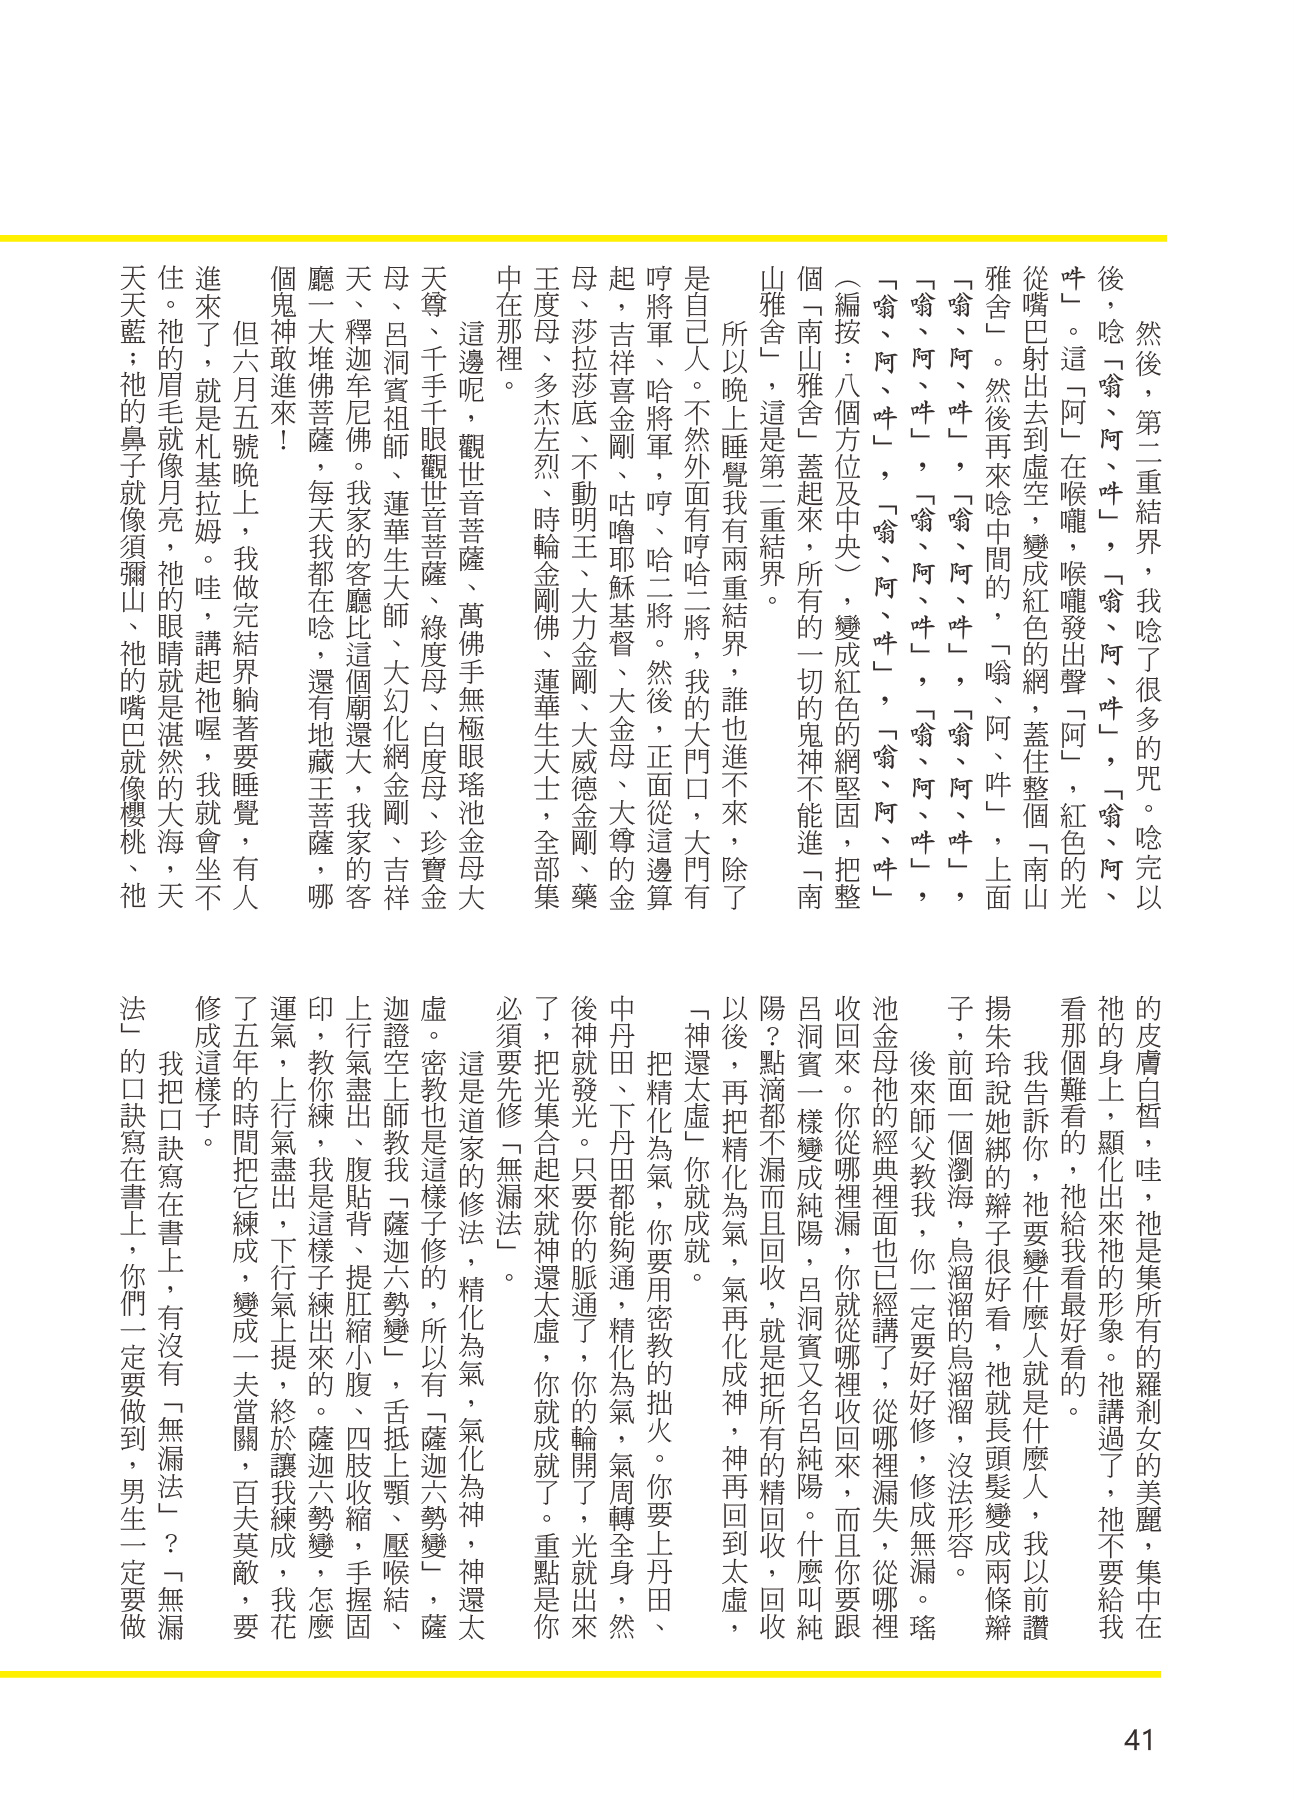 然後，第二重結界，我唸了很多的咒。唸完以
後，唸「嗡、阿、吽」，「嗡、阿、吽」，「嗡、阿、
吽」。這「阿」在喉嚨，喉嚨發出聲「阿」，紅色的光
從嘴巴射出去到虛空，變成紅色的網，蓋住整個「南山
雅舍」。然後再來唸中間的，「嗡、阿、吽」，上面
「嗡、阿、吽」，「嗡、阿、吽」，「嗡、阿、吽」，
「嗡、阿、吽」，「嗡、阿、吽」，「嗡、阿、吽」，
「嗡、阿、吽」，「嗡、阿、吽」，「嗡、阿、吽」
（編按：八個方位及中央），變成紅色的網堅固，把整
個「南山雅舍」蓋起來，所有的一切的鬼神不能進「南
山雅舍」，這是第二重結界。
所以晚上睡覺我有兩重結界，誰也進不來，除了
是自己人。不然外面有哼哈二將，我的大門口，大門有
哼將軍、哈將軍，哼、哈二將。然後，正面從這邊算
起，吉祥喜金剛、咕嚕耶穌基督、大金母、大尊的金
母、莎拉莎底、不動明王、大力金剛、大威德金剛、藥
王度母、多杰左烈、時輪金剛佛、蓮華生大士，全部集
中在那裡。
這邊呢，觀世音菩薩、萬佛手無極眼瑤池金母大
天尊、千手千眼觀世音菩薩、綠度母、白度母、珍寶金
母、呂洞賓祖師、蓮華生大師、大幻化網金剛、吉祥
天、釋迦牟尼佛。我家的客廳比這個廟還大，我家的客
廳一大堆佛菩薩，每天我都在唸，還有地藏王菩薩，哪
個鬼神敢進來！
但六月五號晚上，我做完結界躺著要睡覺，有人
進來了，就是札基拉姆。哇，講起祂喔，我就會坐不
住。祂的眉毛就像月亮，祂的眼睛就是湛然的大海，天
天天藍；祂的鼻子就像須彌山、祂的嘴巴就像櫻桃、祂
的皮膚白皙，哇，祂是集所有的羅剎女的美麗，集中在
祂的身上，顯化出來祂的形象。祂講過了，祂不要給我
看那個難看的，祂給我看最好看的。
我告訴你，祂要變什麼人就是什麼人，我以前讚
揚朱玲說她綁的辮子很好看，祂就長頭髮變成兩條辮
子，前面一個瀏海，烏溜溜的烏溜溜，沒法形容。
後來師父教我，你一定要好好修，修成無漏。瑤
池金母祂的經典裡面也已經講了，從哪裡漏失，從哪裡
收回來。你從哪裡漏，你就從哪裡收回來，而且你要跟
呂洞賓一樣變成純陽，呂洞賓又名呂純陽。什麼叫純
陽？點滴都不漏而且回收，就是把所有的精回收，回收
以後，再把精化為氣，氣再化成神，神再回到太虛，
「神還太虛」你就成就。
把精化為氣，你要用密教的拙火。你要上丹田、
中丹田、下丹田都能夠通，精化為氣，氣周轉全身，然
後神就發光。只要你的脈通了，你的輪開了，光就出來
了，把光集合起來就神還太虛，你就成就了。重點是你
必須要先修「無漏法」。
這是道家的修法，精化為氣，氣化為神，神還太
虛。密教也是這樣子修的，所以有「薩迦六勢變」，薩
迦證空上師教我「薩迦六勢變」，舌抵上顎、壓喉結、
上行氣盡出、腹貼背、提肛縮小腹、四肢收縮，手握固
印，教你練，我是這樣子練出來的。薩迦六勢變，怎麼
運氣，上行氣盡出，下行氣上提，終於讓我練成，我花
了五年的時間把它練成，變成一夫當關，百夫莫敵，要
修成這樣子。
我把口訣寫在書上，有沒有「無漏法」？「無漏
法」的口訣寫在書上，你們一定要做到，男生一定要做
41